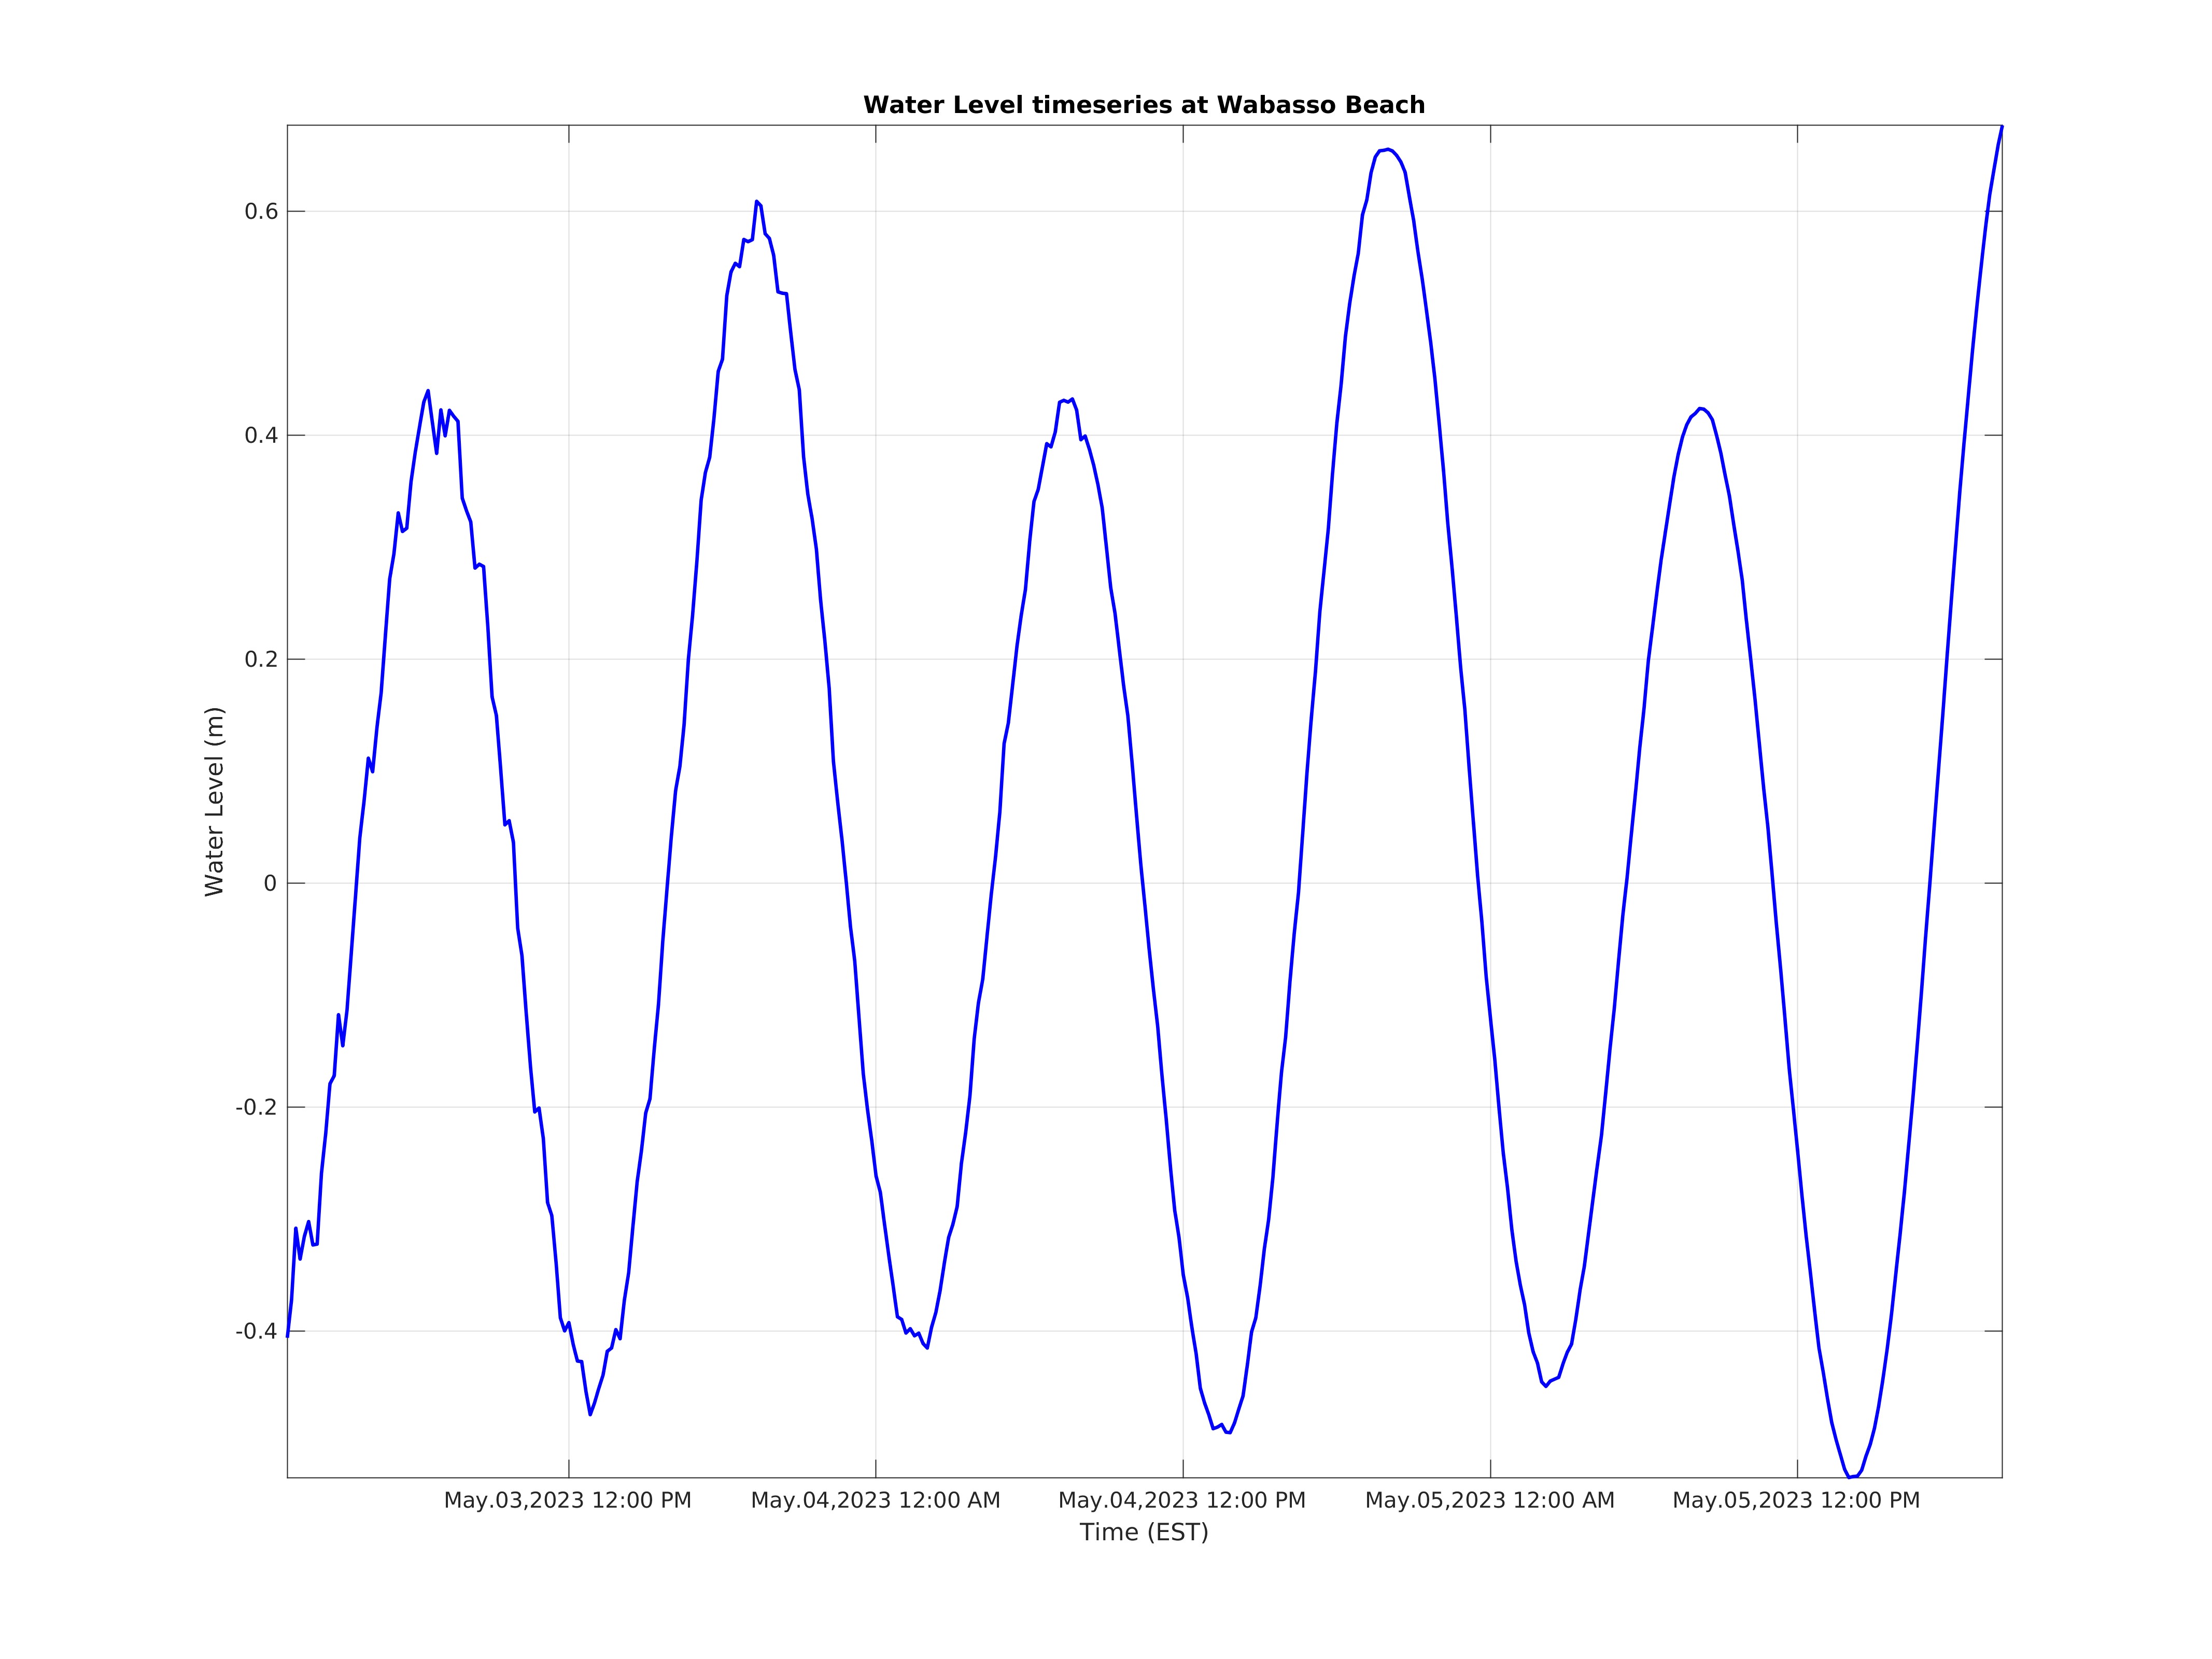 Water Level timeseries at Wabasso Beach
Water Level (m)
0.6
0.4
0.2
0
-0.2
-0.4
May.03,2023 12:00 PM
May.04,2023 12:00 AM
May.04,2023 12:00 PM
May.05,2023 12:00 AM
May.05,2023 12:00 PM
Time (EST)